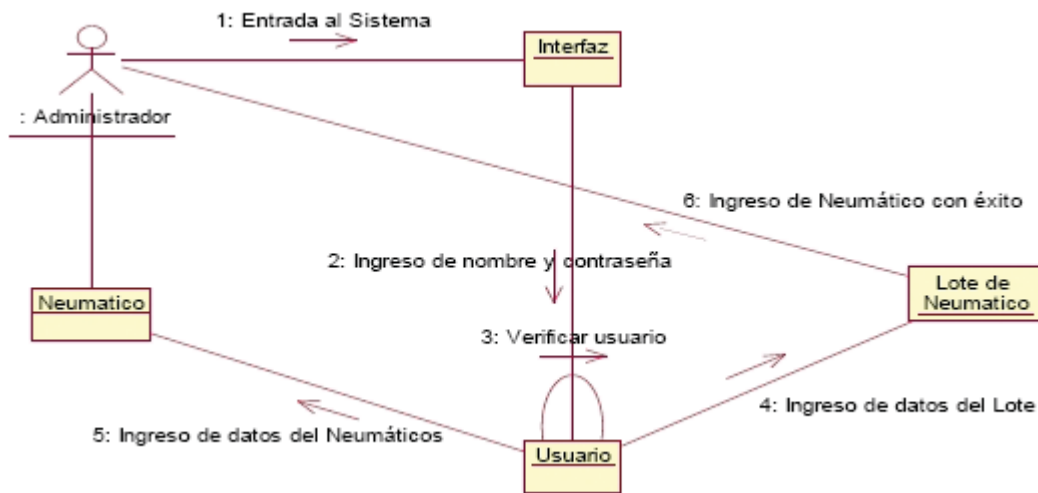 1: Entrada al Sistema
Interfaz
: Administrador
6: Ingreso de Neumático con éxito
2: Ingreso de nombre y contraseña
Lote de
Neumatico
Neumatico
3: Verificar usuario
4: Ingreso de datos del Lote
5: Ingreso de datos del Neumáticos
Usuario